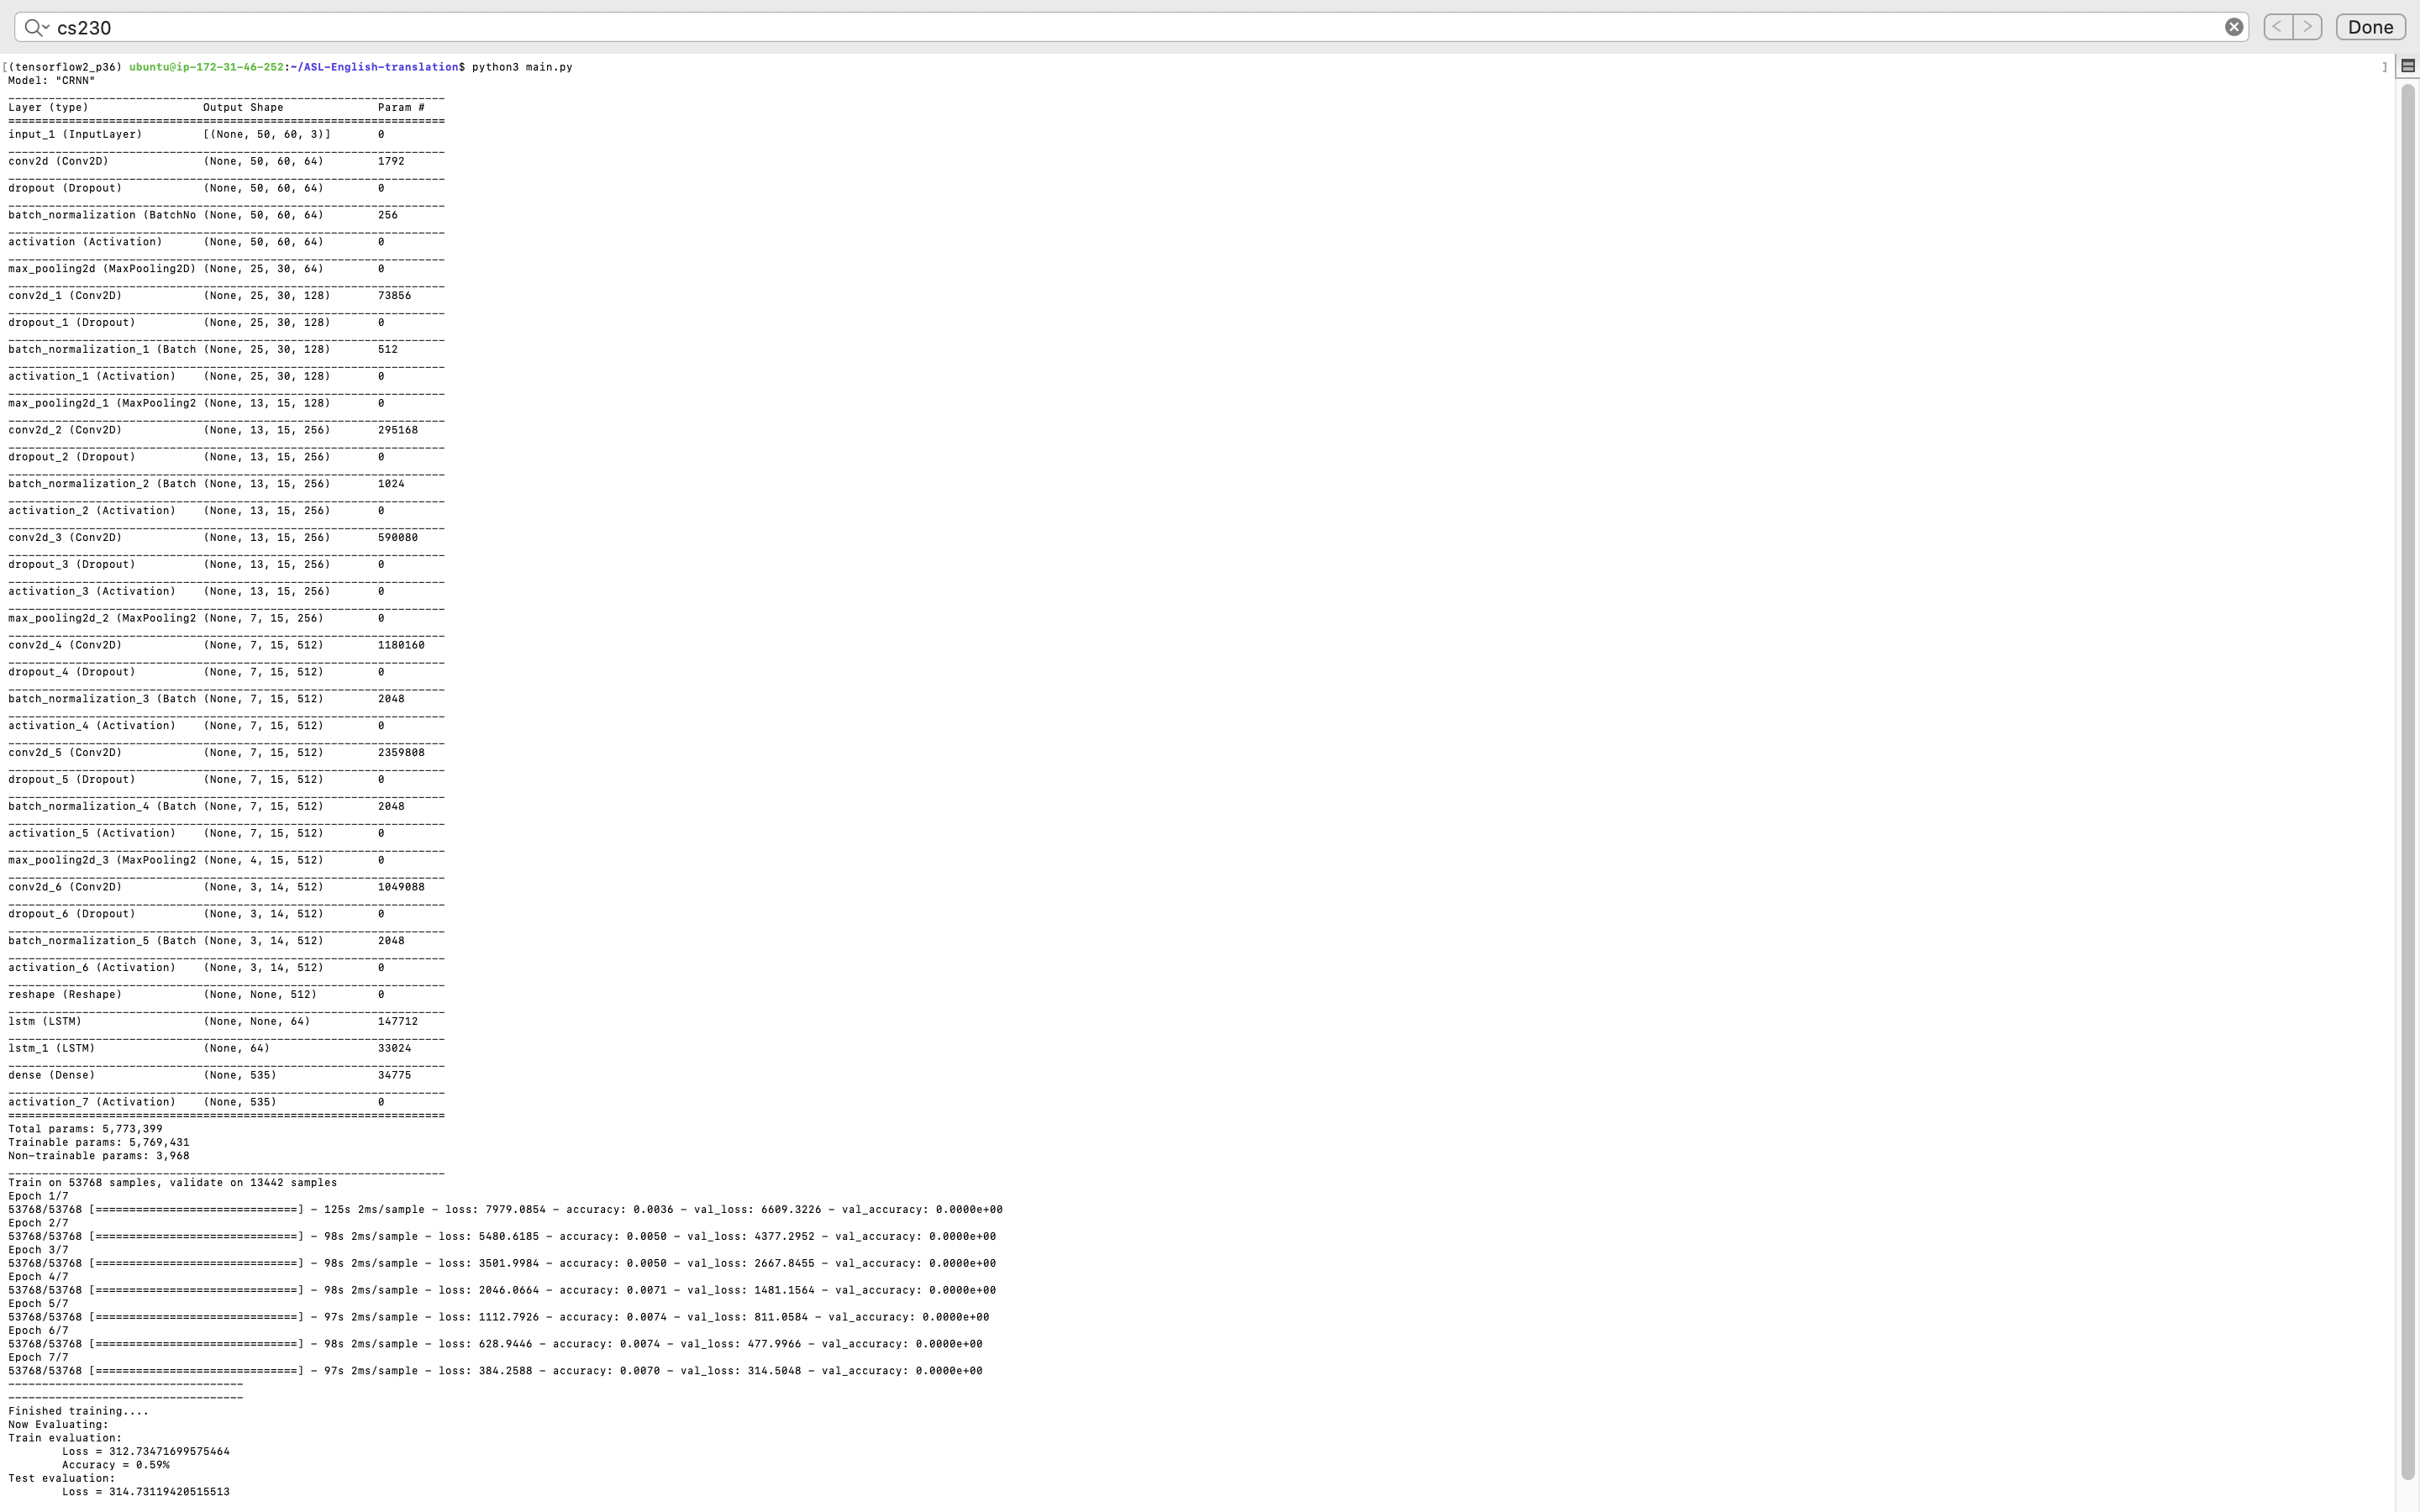 cs230
Done
[(tensorflow2_p36) ubuntu@ip-172-31-46-252:~/ASL-English-translation$ python3 main.py ]
Model: "CRNN"
_________________________________________________________________
Layer (type) Output Shape Param #
=================================================================
input_1 (InputLayer) [(None, 50, 60, 3)] 0
_________________________________________________________________
conv2d (Conv2D) (None, 50, 60, 64) 1792
_________________________________________________________________
dropout (Dropout) (None, 50, 60, 64) 0
_________________________________________________________________
batch_normalization (BatchNo (None, 50, 60, 64) 256
_________________________________________________________________
activation (Activation) (None, 50, 60, 64) 0
_________________________________________________________________
max_pooling2d (MaxPooling2D) (None, 25, 30, 64) 0
_________________________________________________________________
conv2d_1 (Conv2D) (None, 25, 30, 128) 73856
_________________________________________________________________
dropout_1 (Dropout) (None, 25, 30, 128) 0
_________________________________________________________________
batch_normalization_1 (Batch (None, 25, 30, 128) 512
_________________________________________________________________
activation_1 (Activation) (None, 25, 30, 128) 0
_________________________________________________________________
max_pooling2d_1 (MaxPooling2 (None, 13, 15, 128) 0
_________________________________________________________________
conv2d_2 (Conv2D) (None, 13, 15, 256) 295168
_________________________________________________________________
dropout_2 (Dropout) (None, 13, 15, 256) 0
_________________________________________________________________
batch_normalization_2 (Batch (None, 13, 15, 256) 1024
_________________________________________________________________
activation_2 (Activation) (None, 13, 15, 256) 0
_________________________________________________________________
conv2d_3 (Conv2D) (None, 13, 15, 256) 590080
_________________________________________________________________
dropout_3 (Dropout) (None, 13, 15, 256) 0
_________________________________________________________________
activation_3 (Activation) (None, 13, 15, 256) 0
_________________________________________________________________
max_pooling2d_2 (MaxPooling2 (None, 7, 15, 256) 0
_________________________________________________________________
conv2d_4 (Conv2D) (None, 7, 15, 512) 1180160
_________________________________________________________________
dropout_4 (Dropout) (None, 7, 15, 512) 0
_________________________________________________________________
batch_normalization_3 (Batch (None, 7, 15, 512) 2048
_________________________________________________________________
activation_4 (Activation) (None, 7, 15, 512) 0
_________________________________________________________________
conv2d_5 (Conv2D) (None, 7, 15, 512) 2359808
_________________________________________________________________
dropout_5 (Dropout) (None, 7, 15, 512) 0
_________________________________________________________________
batch_normalization_4 (Batch (None, 7, 15, 512) 2048
_________________________________________________________________
activation_5 (Activation) (None, 7, 15, 512) 0
_________________________________________________________________
max_pooling2d_3 (MaxPooling2 (None, 4, 15, 512) 0
_________________________________________________________________
conv2d_6 (Conv2D) (None, 3, 14, 512) 1049088
_________________________________________________________________
dropout_6 (Dropout) (None, 3, 14, 512) 0
_________________________________________________________________
batch_normalization_5 (Batch (None, 3, 14, 512) 2048
_________________________________________________________________
activation_6 (Activation) (None, 3, 14, 512) 0
_________________________________________________________________
reshape (Reshape) (None, None, 512) 0
_________________________________________________________________
lstm (LSTM) (None, None, 64) 147712
_________________________________________________________________
lstm_1 (LSTM) (None, 64) 33024
_________________________________________________________________
dense (Dense) (None, 535) 34775
_________________________________________________________________
activation_7 (Activation) (None, 535) 0
=================================================================
Total params: 5,773,399
Trainable params: 5,769,431
Non-trainable params: 3,968
_________________________________________________________________
Train on 53768 samples, validate on 13442 samples
Epoch 1/7
53768/53768 [==============================] - 125s 2ms/sample - loss: 7979.0854 - accuracy: 0.0036 - val_loss: 6609.3226 - val_accuracy: 0.0000e+00
Epoch 2/7
53768/53768 [==============================] - 98s 2ms/sample - loss: 5480.6185 - accuracy: 0.0050 - val_loss: 4377.2952 - val_accuracy: 0.0000e+00
Epoch 3/7
53768/53768 [==============================] - 98s 2ms/sample - loss: 3501.9984 - accuracy: 0.0050 - val_loss: 2667.8455 - val_accuracy: 0.0000e+00
Epoch 4/7
53768/53768 [==============================] - 98s 2ms/sample - loss: 2046.0664 - accuracy: 0.0071 - val_loss: 1481.1564 - val_accuracy: 0.0000e+00
Epoch 5/7
53768/53768 [==============================] - 97s 2ms/sample - loss: 1112.7926 - accuracy: 0.0074 - val_loss: 811.0584 - val_accuracy: 0.0000e+00
Epoch 6/7
53768/53768 [==============================] - 98s 2ms/sample - loss: 628.9446 - accuracy: 0.0074 - val_loss: 477.9966 - val_accuracy: 0.0000e+00
Epoch 7/7
53768/53768 [==============================] - 97s 2ms/sample - loss: 384.2588 - accuracy: 0.0070 - val_loss: 314.5048 - val_accuracy: 0.0000e+00
-----------------------------------
-----------------------------------
Finished training....
Now Evaluating:
Train evaluation:
Loss = 312.73471699575464
Accuracy = 0.59%
Test evaluation:
Loss = 314.73119420515513